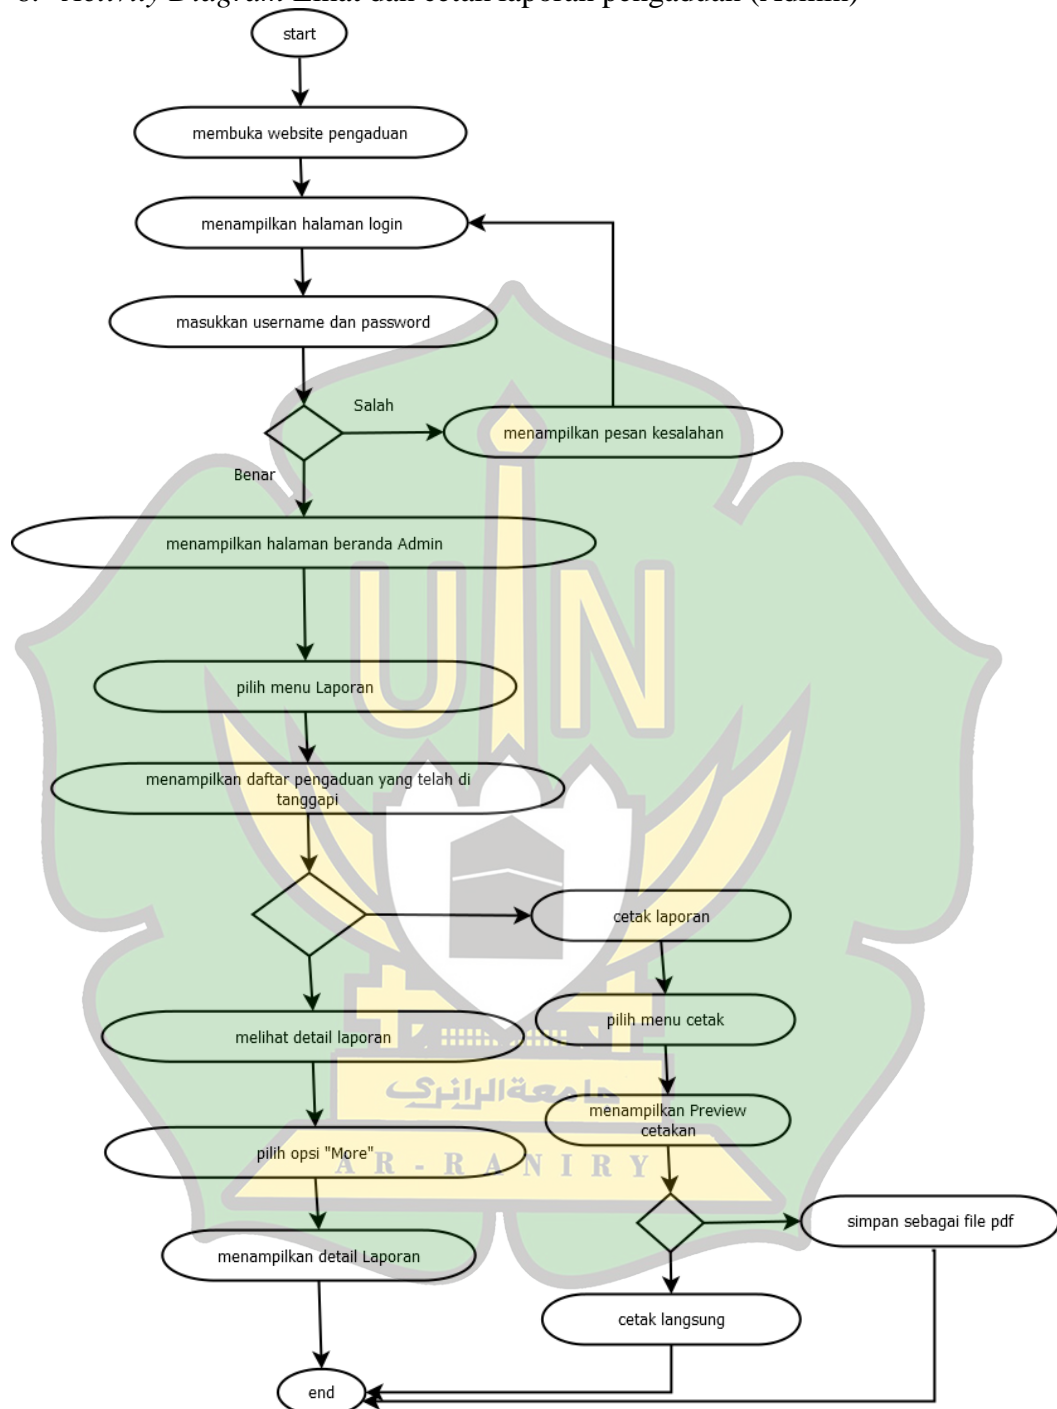 Activity Diagram Lihat dan cetak laporan pengaduan (Admin)
start
membuka website pengaduan
menampilkan halaman login
masukkan username dan password
Salah
menampilkan pesan kesalahan
Benar
menampilkan halaman beranda Admin
UIN
pilih menu Laporan
menampilkan daftar pengaduan yang telah di
tanggapi
cetak laporan
pilih menu cetak
melihat detail laporan
جامعة الرانري
menampilkan Preview
cetakan
pilih opsi "More"
AR-RANIRY
simpan sebagai file pdf
menampilkan detail Laporan
cetak langsung
end